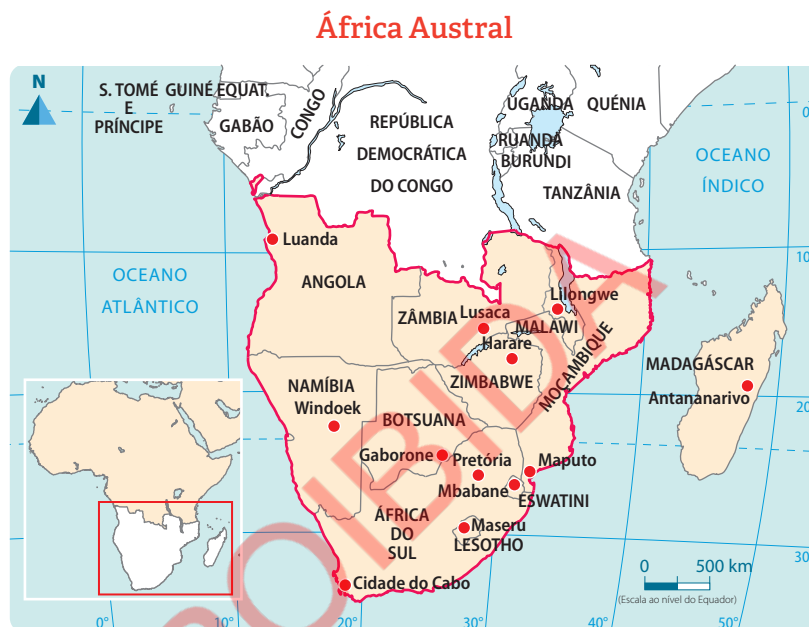 África Austral
N
S. TOMÉ
E
PRÍNCIPE
GUINÉ EQUAT.
GABÃO
CONGO
REPÚBLICA
DEMOCRÁTICA
DO CONGO
UGANDA
QUÉNIA
RUANDA
BURUNDI
TANZÂNIA
OCEANO
ÍNDICO
0°
Luanda
ANGOLA
OCEANO
ATLÂNTICO
10°
Lilongwe
ZÂMBIA
Lusaca
MALAWI
Harare
MOÇAMBIQUE
ZIMBABWE
MADAGÁSCAR
Antananarivo
NAMÍBIA
Windoek
BOTSUANA
20°
Gaborone
Pretória
Maputo
Mbabane
ESWATINI
ÁFRICA
DO
SUL
Maseru
LESOTHO
30°
Cidade do Cabo
0 500 km
(Escala ao nível do Equador)
0° 10° 20° 30° 40° 50°
OIBIDA